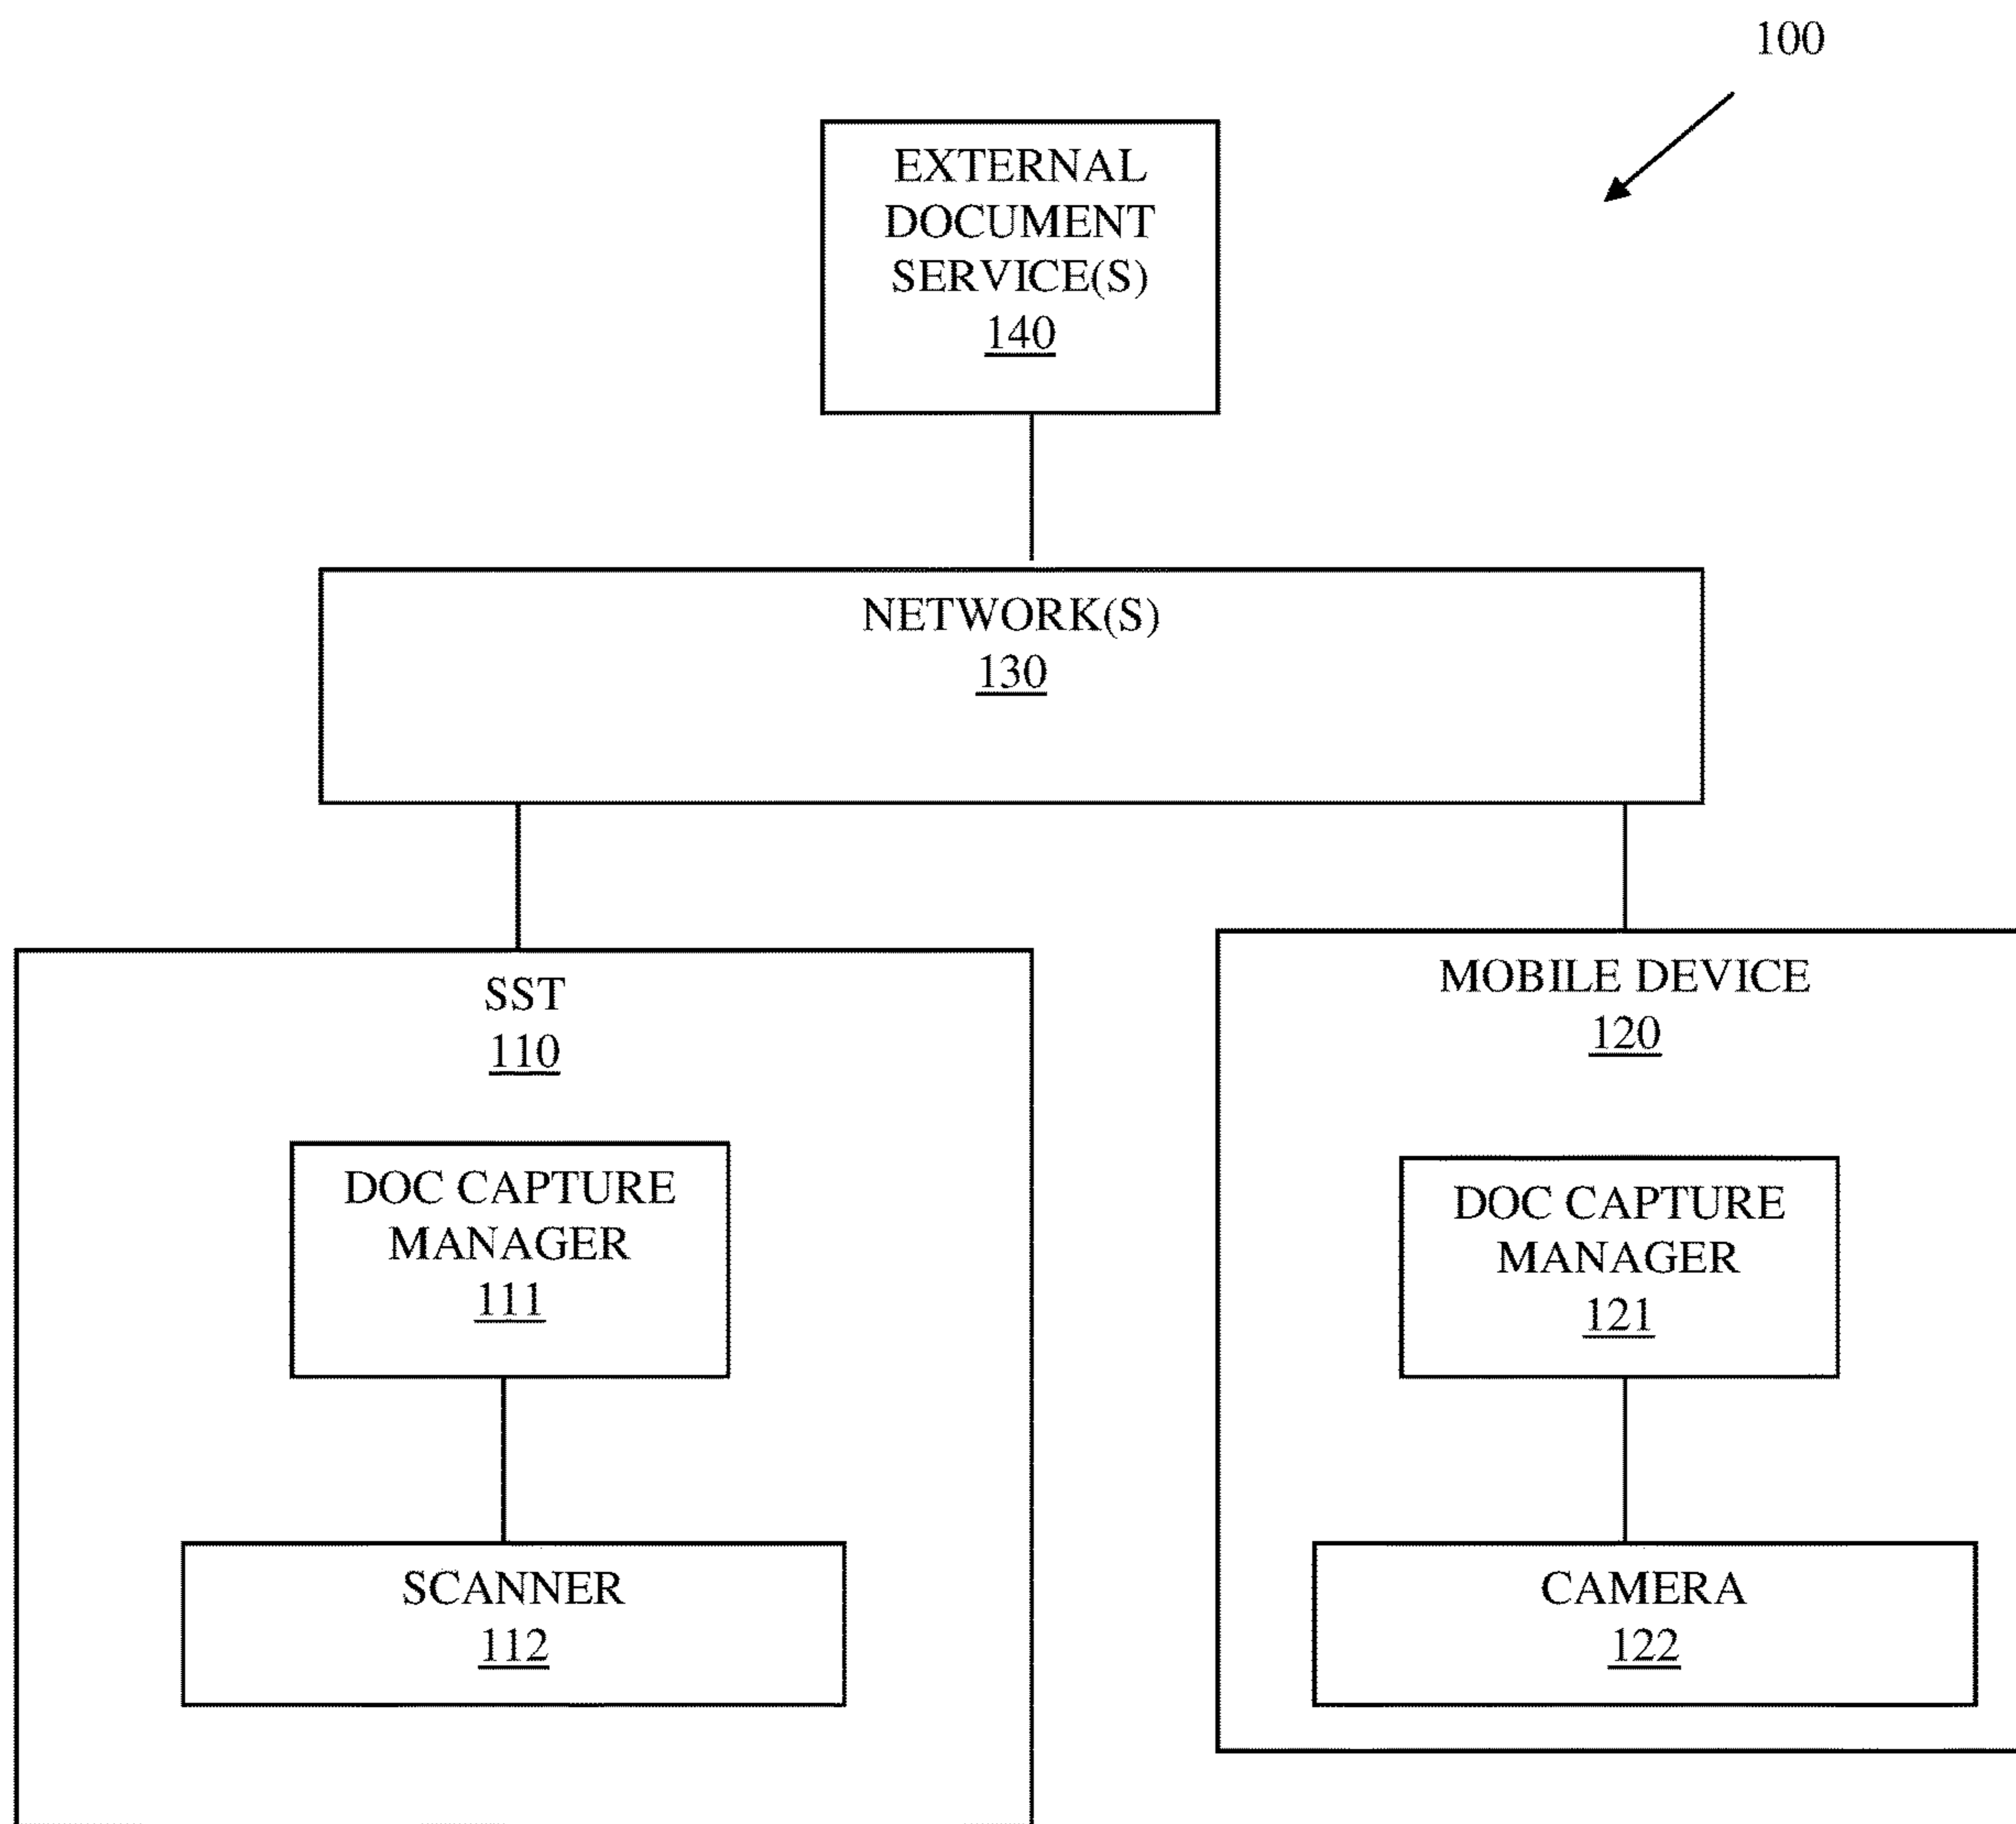 100
EXTERNAL
DOCUMENT
SERVICE(S)
140
NETWORK(S)
130
SST
110
DOC CAPTURE
MANAGER
111
SCANNER
112
MOBILE DEVICE
120
DOC CAPTURE
MANAGER
121
CAMERA
122